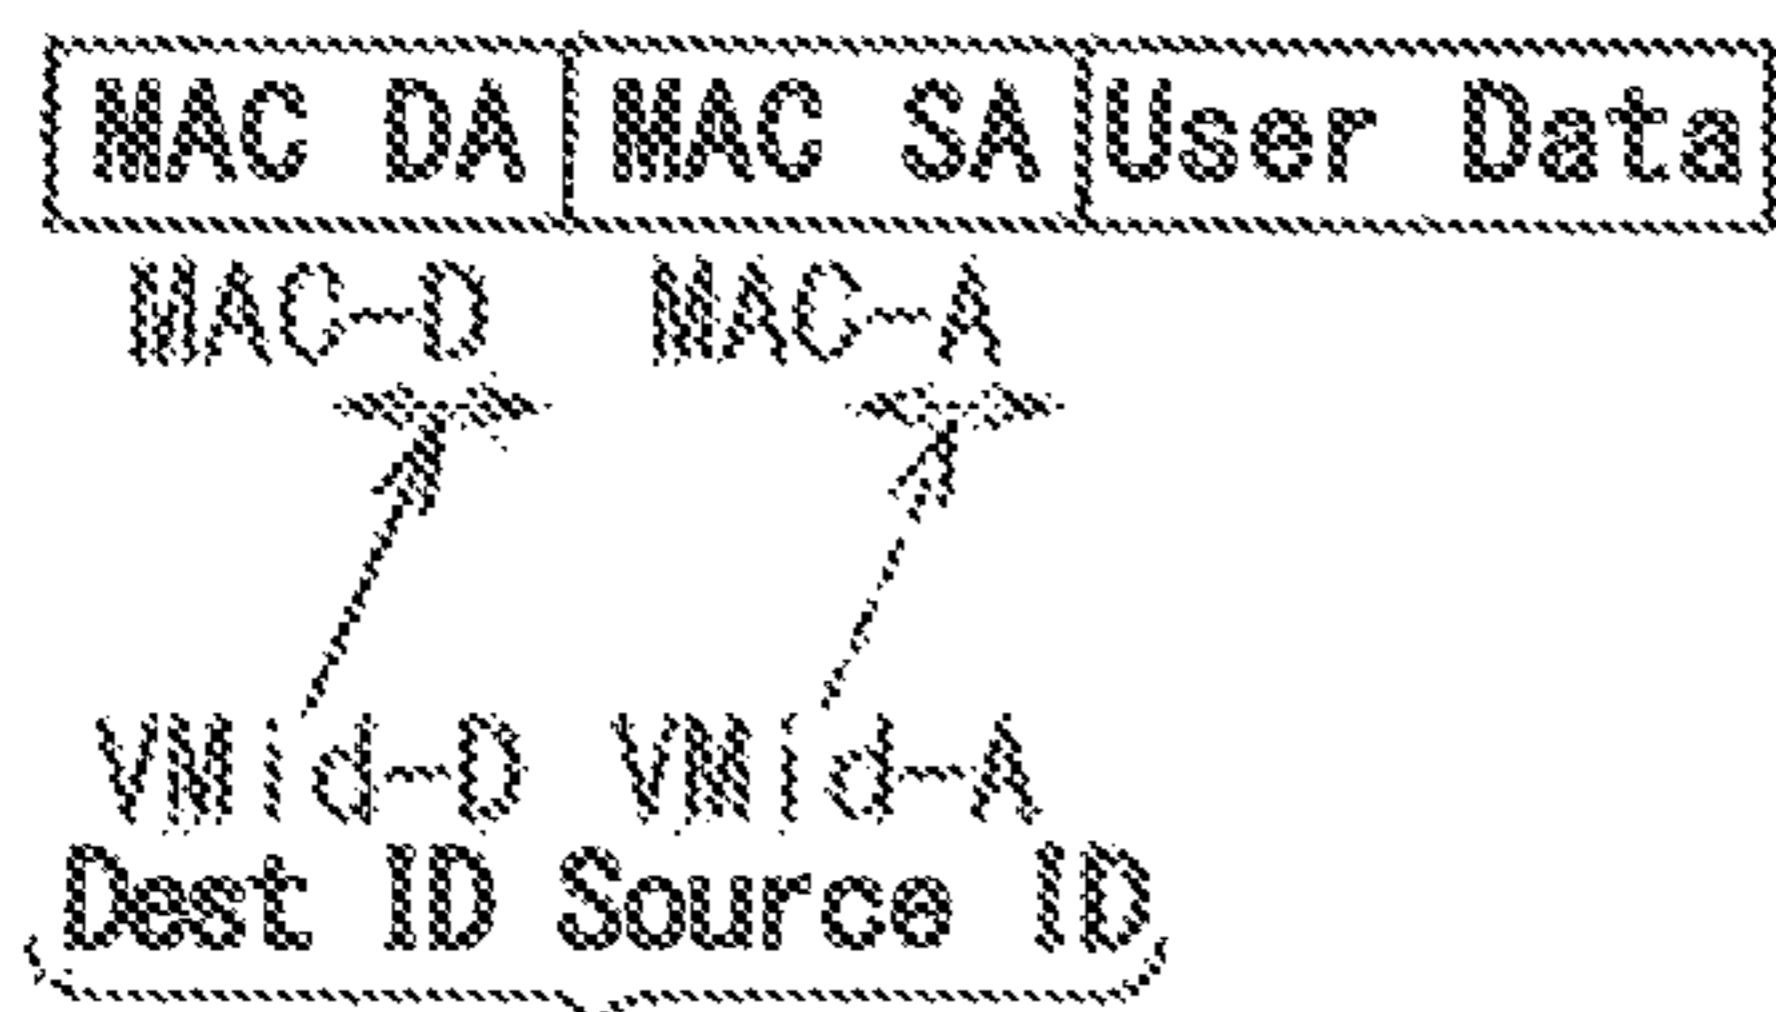 MAC DA MAC SA User Data
MAC-D MAC-A
VMid-D VMid-A
Dest ID Source ID